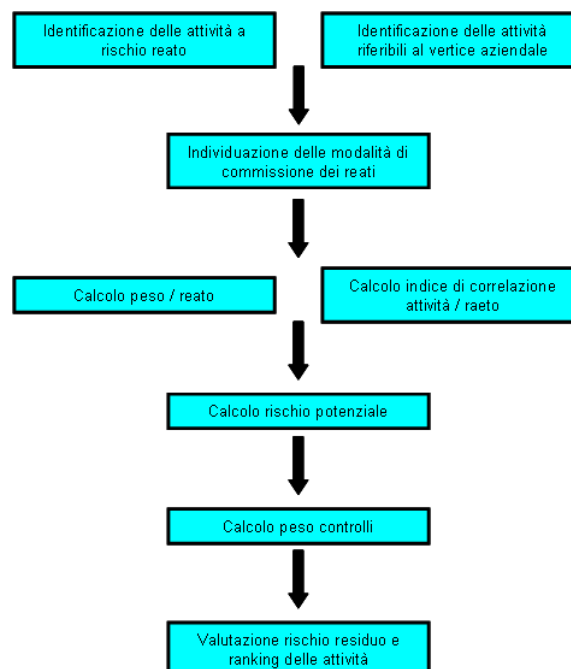 Identificazione delle attività a
rischio reato
Identificazione delle attività
riferibili al vertice aziendale
Individuazione delle modalità di
commissione dei reati
Calcolo peso / reato
Calcolo indice di correlazione
attività / raeto
Calcolo rischio potenziale
Calcolo peso controlli
Valutazione rischio residuo e
ranking delle attività